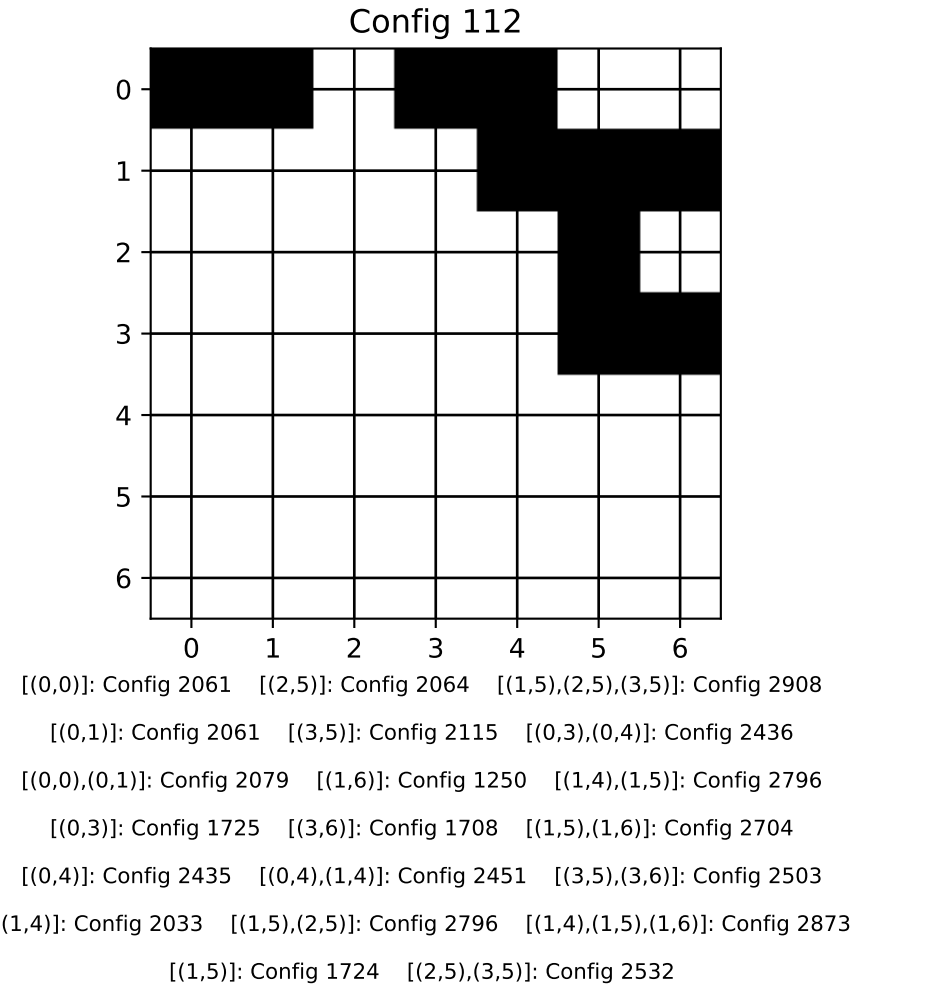 Config 112
0
1
2
3
4
5
6
0 1 2 3 4 5 6
[(0,0)]: Config 2061 [(2,5)]: Config 2064 [(1,5),(2,5),(3,5)]: Config 2908
[(0,1)]: Config 2061 [(3,5)]: Config 2115 [(0,3),(0,4)]: Config 2436
[(0,0),(0,1)]: Config 2079 [(1,6)]: Config 1250 [(1,4),(1,5)]: Config 2796
[(0,3)]: Config 1725 [(3,6)]: Config 1708 [(1,5),(1,6)]: Config 2704
[(0,4)]: Config 2435 [(0,4),(1,4)]: Config 2451 [(3,5),(3,6)]: Config 2503
(1,4)]: Config 2033 [(1,5),(2,5)]: Config 2796 [(1,4),(1,5),(1,6)]: Config 2873
[(1,5)]: Config 1724 [(2,5),(3,5)]: Config 2532